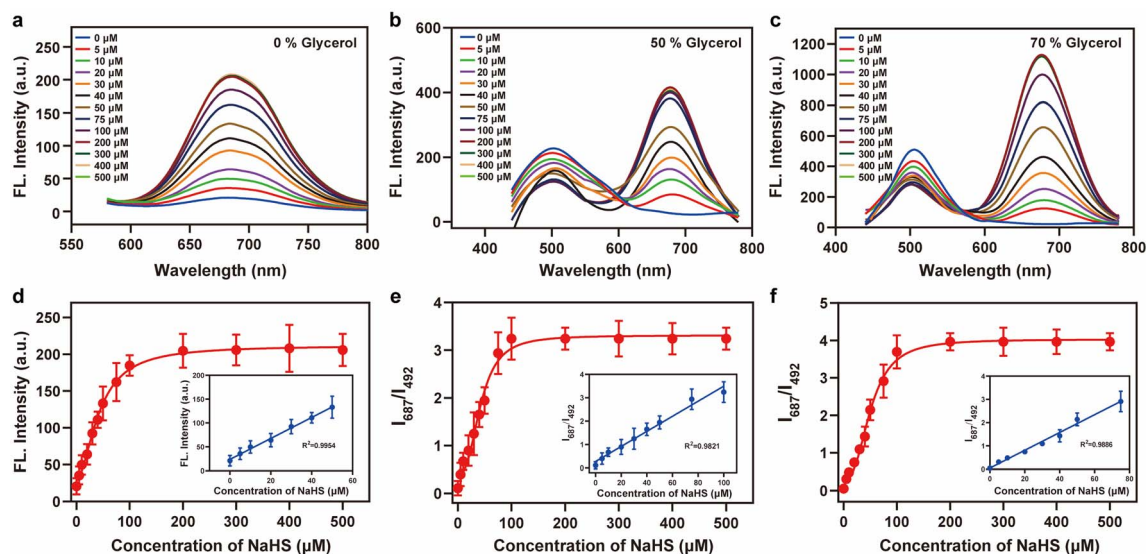 a
0 % Glycerol
FL. Intensity (a.u.)
250
200
150
100
50
0
0 µM
5 µM
10 µM
20 µM
30 µM
40 µM
50 µM
75 µM
100 µM
200 µM
300 µM
400 µM
500 µM
550 600 650 700 750 800
Wavelength (nm)
b
50 % Glycerol
FL. Intensity (a.u.)
600
400
200
0
0 µM
5 µM
10 µM
20 µM
30 µM
40 µM
50 µM
75 µM
100 µM
200 µM
300 µM
400 µM
500 µM
400 500 600 700 800
Wavelength (nm)
c
70 % Glycerol
FL. Intensity (a.u.)
1200
1000
800
600
400
200
0
0 µM
5 µM
10 µM
20 µM
30 µM
40 µM
50 µM
75 µM
100 µM
200 µM
300 µM
400 µM
500 µM
400 500 600 700 800
Wavelength (nm)
d
FL. Intensity (a.u.)
250
200
150
100
50
0
0 100 200 300 400 500
Concentration of NaHS (µM)
FL. Intensity (a.u.)
150
100
50
0
R²=0.9954
0 20 40
Concentration of NaHS (µM)
e
I687/I492
4
3
2
1
0
0 100 200 300 400 500
Concentration of NaHS (µM)
I687/I492
4
3
2
1
0
R²=0.9821
0 20 40 60 80 100
Concentration of NaHS (µM)
f
I687/I492
5
4
3
2
1
0
0 100 200 300 400 500
Concentration of NaHS (µM)
I687/I492
5
4
3
2
1
0
R²=0.9886
0 20 40 60 80
Concentration of NaHS (µM)